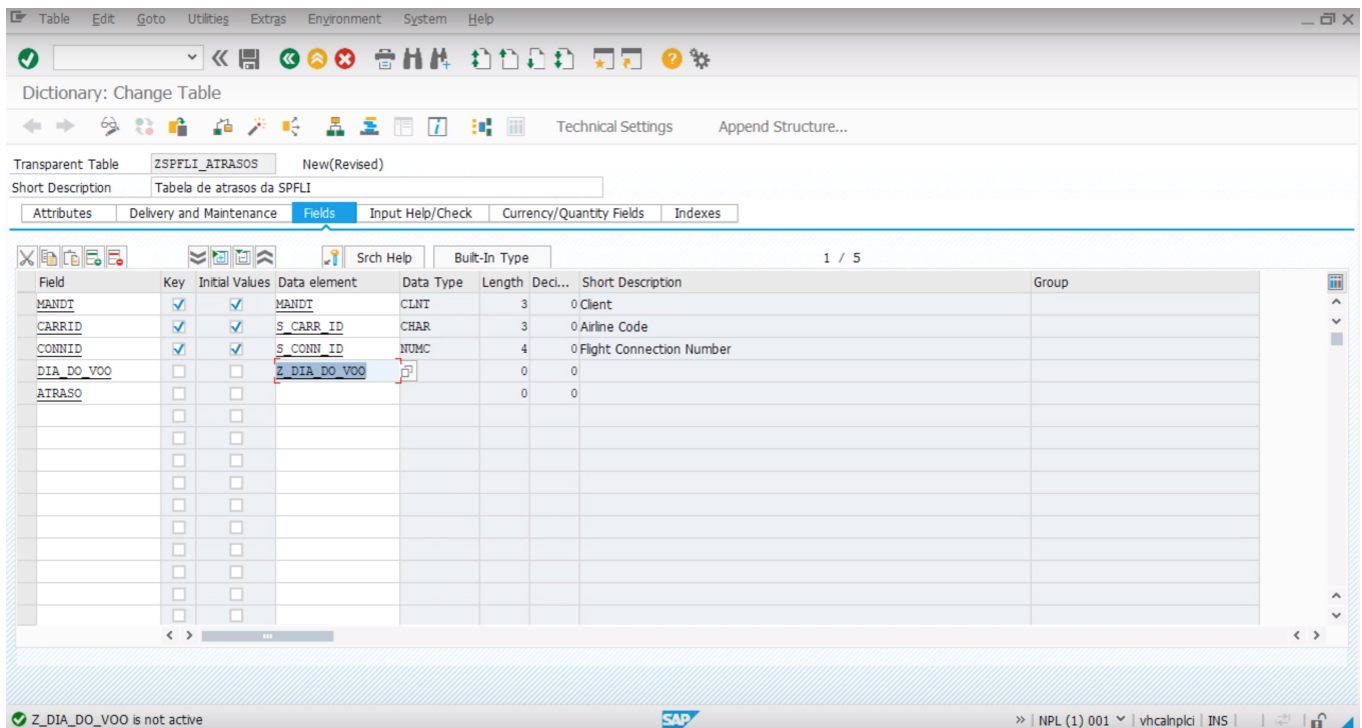 Table Edit Goto Utilities Extras Environment System Help
Dictionary: Change Table
Technical Settings Append Structure...
Transparent Table ZSPFLI_ATRASOS New(Revised)
Short Description Tabela de atrasos da SPFLI
Attributes Delivery and Maintenance Fields Input Help/Check Currency/Quantity Fields Indexes
Srch Help Built-In Type 1 / 5
Field Key Initial Values Data element Data Type Length Deci... Short Description Group
MANDT MANDT CLNT 3 0 Client
CARRID S_CARR_ID CHAR 3 0 Airline Code
CONNID S_CONN_ID NUMC 4 0 Flight Connection Number
DIA_DO_VOO Z_DIA_DO_VOO 0 0
ATRASO 0 0
Z_DIA_DO_VOO is not active SAP » | NPL (1) 001 | vhcalnplci | INS |